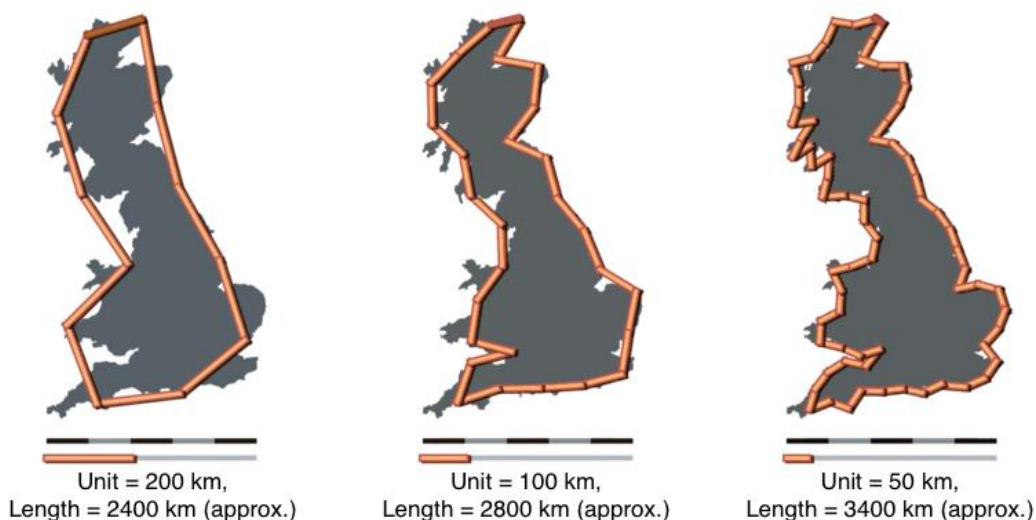 Unit = 200 km,
Length = 2400 km (approx.)
Unit = 100 km,
Length = 2800 km (approx.)
Unit = 50 km,
Length = 3400 km (approx.)